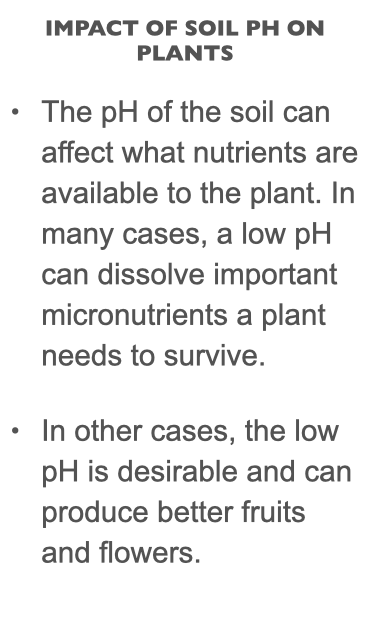 IMPACT OF SOIL PH ON
PLANTS
• The pH of the soil can
affect what nutrients are
available to the plant. In
many cases, a low pH
can dissolve important
micronutrients a plant
needs to survive.
• In other cases, the low
pH is desirable and can
produce better fruits
and flowers.